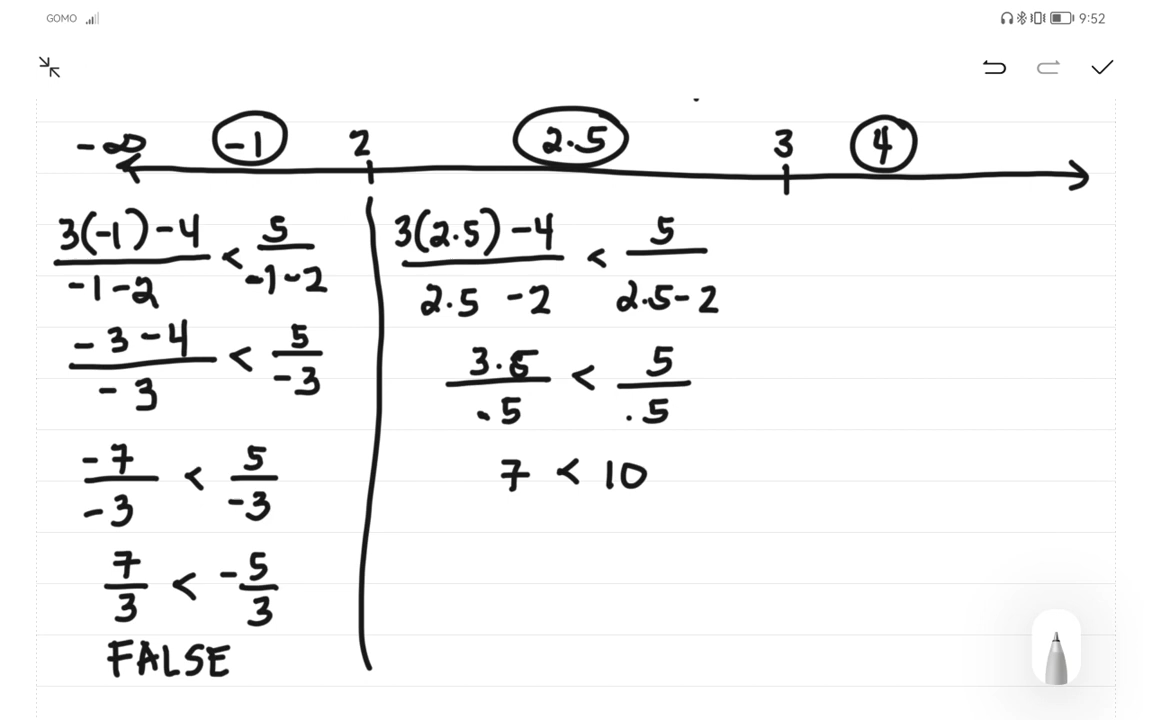 GOMO 9:52
-∞ -1 2 2.5 3 4
3(-1)-4 / -1-2 < 5 / -1-2
-3-4 / -3 < 5 / -3
-7 / -3 < 5 / -3
7/3 < -5/3
FALSE
3(2.5)-4 / 2.5-2 < 5 / 2.5-2
3.5 / .5 < 5 / .5
7 < 10